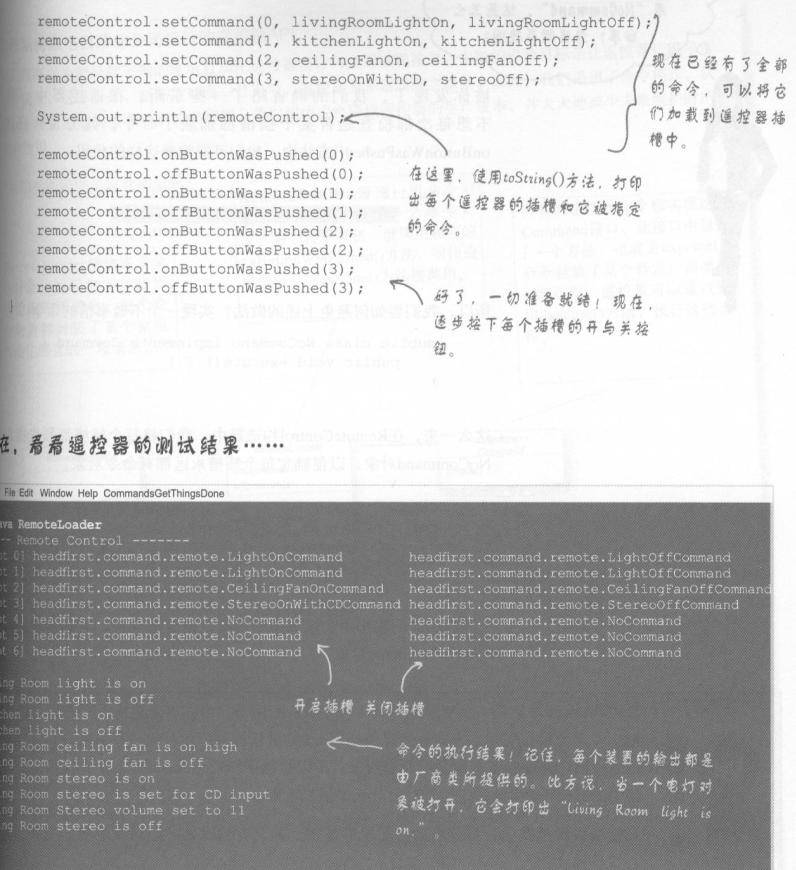 remoteControl.setCommand(0, livingRoomLightOn, livingRoomLightOff);
remoteControl.setCommand(1, kitchenLightOn, kitchenLightOff);
remoteControl.setCommand(2, ceilingFanOn, ceilingFanOff);
remoteControl.setCommand(3, stereoOnWithCD, stereoOff);
现在已经有了全部
的命令，可以将它
们加载到遥控器插
槽中。
System.out.println(remoteControl);
remoteControl.onButtonWasPushed(0);
remoteControl.offButtonWasPushed(0);
remoteControl.onButtonWasPushed(1);
remoteControl.offButtonWasPushed(1);
remoteControl.onButtonWasPushed(2);
remoteControl.offButtonWasPushed(2);
remoteControl.onButtonWasPushed(3);
remoteControl.offButtonWasPushed(3);
}
在这里，使用toString()方法，打印
出每个遥控器的插槽和它被指定
的命令。
好了，一切准备就绪！现在，
逐步按下每个插槽的开与关按
钮。
在，看看遥控器的测试结果……
File Edit Window Help CommandsGetThingsDone
ava RemoteLoader
-- Remote Control -------
ot 0] headfirst.command.remote.LightOnCommand headfirst.command.remote.LightOffCommand
ot 1] headfirst.command.remote.LightOnCommand headfirst.command.remote.LightOffCommand
ot 2] headfirst.command.remote.CeilingFanOnCommand headfirst.command.remote.CeilingFanOffCommand
ot 3] headfirst.command.remote.StereoOnWithCDCommand headfirst.command.remote.StereoOffCommand
ot 4] headfirst.command.remote.NoCommand headfirst.command.remote.NoCommand
ot 5] headfirst.command.remote.NoCommand headfirst.command.remote.NoCommand
ot 6] headfirst.command.remote.NoCommand headfirst.command.remote.NoCommand
ing Room light is on
ing Room light is off
chen light is on
chen light is off
ing Room ceiling fan is on high
ing Room ceiling fan is off
ing Room stereo is on
ing Room stereo is set for CD input
ing Room Stereo volume set to 11
ing Room stereo is off
开启插槽 关闭插槽
命令的执行结果！记住，每个装置的输出都是
由厂商类所提供的。比方说，当一个电灯对
象被打开，它会打印出“Living Room light is
on.”。